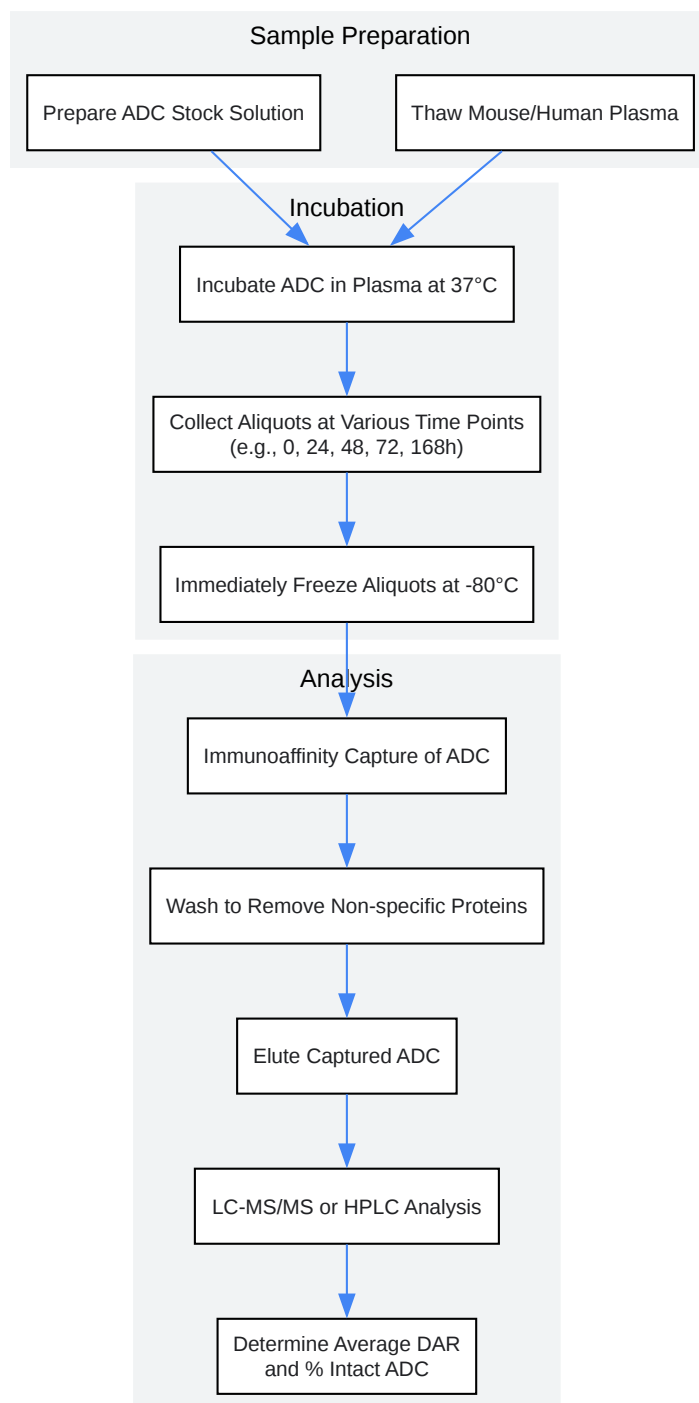 Sample Preparation
Prepare ADC Stock Solution
Thaw Mouse/Human Plasma
Incubation
Incubate ADC in Plasma at 37°C
Collect Aliquots at Various Time Points
(e.g., 0, 24, 48, 72, 168h)
Immediately Freeze Aliquots at -80°C
Analysis
Immunoaffinity Capture of ADC
Wash to Remove Non-specific Proteins
Elute Captured ADC
LC-MS/MS or HPLC Analysis
Determine Average DAR
and % Intact ADC